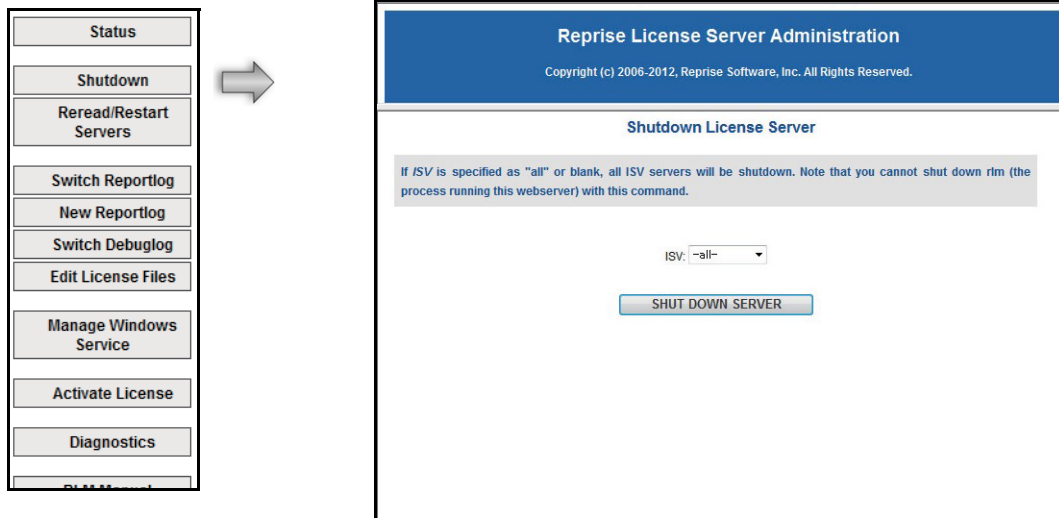 Status
Shutdown
Reread/Restart
Servers
Switch Reportlog
New Reportlog
Switch Debuglog
Edit License Files
Manage Windows
Service
Activate License
Diagnostics
Reprise License Server Administration
Copyright (c) 2006-2012, Reprise Software, Inc. All Rights Reserved.
Shutdown License Server
If ISV is specified as "all" or blank, all ISV servers will be shutdown. Note that you cannot shut down rlm (the
process running this webserver) with this command.
ISV: -all-
SHUT DOWN SERVER